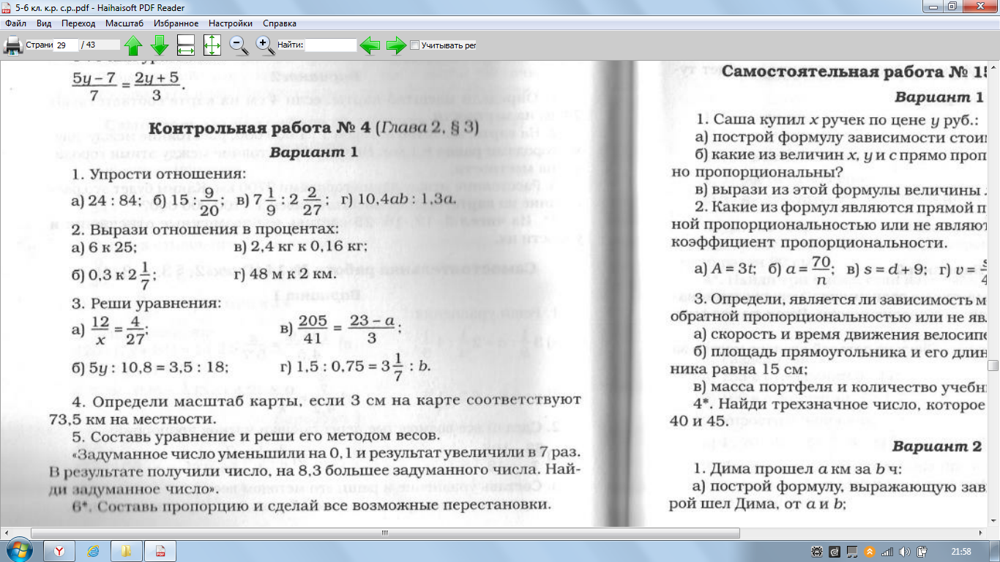 5-6 кл. к.р. с.р..pdf - Haihaisoft PDF Reader
Файл Вид Переход Масштаб Избранное Настройки Справка
Страни 29 / 43 Найти: Учитывать рег
5y – 7 / 7 = 2y + 5 / 3 .
Контрольная работа № 4 (Глава 2, § 3)
Вариант 1
1. Упрости отношения:
а) 24 : 84; б) 15 : 9/20 ; в) 7 1/9 : 2 2/27 ; г) 10,4ab : 1,3a.
2. Вырази отношения в процентах:
а) 6 к 25; в) 2,4 кг к 0,16 кг;
б) 0,3 к 2 1/7 ; г) 48 м к 2 км.
3. Реши уравнения:
а) 12/x = 4/27 ; в) 205/41 = 23 – a / 3
б) 5y : 10,8 = 3,5 : 18; г) 1,5 : 0,75 = 3 1/7 : b.
4. Определи масштаб карты, если 3 см на карте соответствуют
73,5 км на местности.
5. Составь уравнение и реши его методом весов.
«Задуманное число уменьшили на 0,1 и результат увеличили в 7 раз.
В результате получили число, на 8,3 большее задуманного числа. Най-
ди задуманное число».
6*. Составь пропорцию и сделай все возможные перестановки.
Самостоятельная работа № 15
Вариант 1
1. Саша купил x ручек по цене y руб.:
а) построй формулу зависимости стои
б) какие из величин x, y и c прямо проп
но пропорциональны?
в) вырази из этой формулы величины
2. Какие из формул являются прямой п
ной пропорциональностью или не являют
коэффициент пропорциональности.
а) A = 3t; б) a = 70/n ; в) s = d + 9; г) v = s/4
3. Определи, является ли зависимость м
обратной пропорциональностью или не явл
а) скорость и время движения велосипе
б) площадь прямоугольника и его длин
ника равна 15 см;
в) масса портфеля и количество учебн
4*. Найди трехзначное число, которое
40 и 45.
Вариант 2
1. Дима прошел a км за b ч:
а) построй формулу, выражающую зав
рой шел Дима, от a и b;
21:58